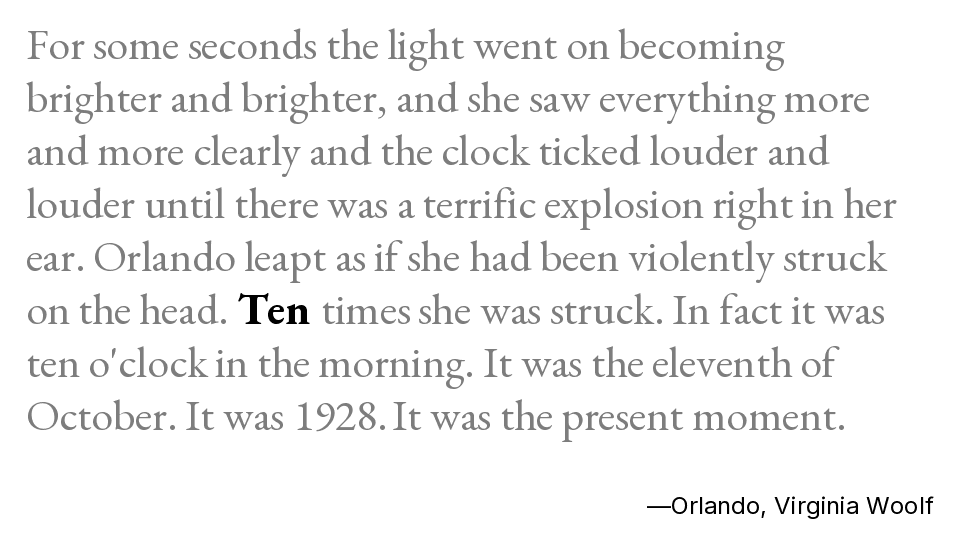 For some seconds the light went on becoming
brighter and brighter, and she saw everything more
and more clearly and the clock ticked louder and
louder until there was a terrific explosion right in her
ear. Orlando leapt as if she had been violently struck
on the head. Ten times she was struck. In fact it was
ten o'clock in the morning. It was the eleventh of
October. It was 1928. It was the present moment.
—Orlando, Virginia Woolf